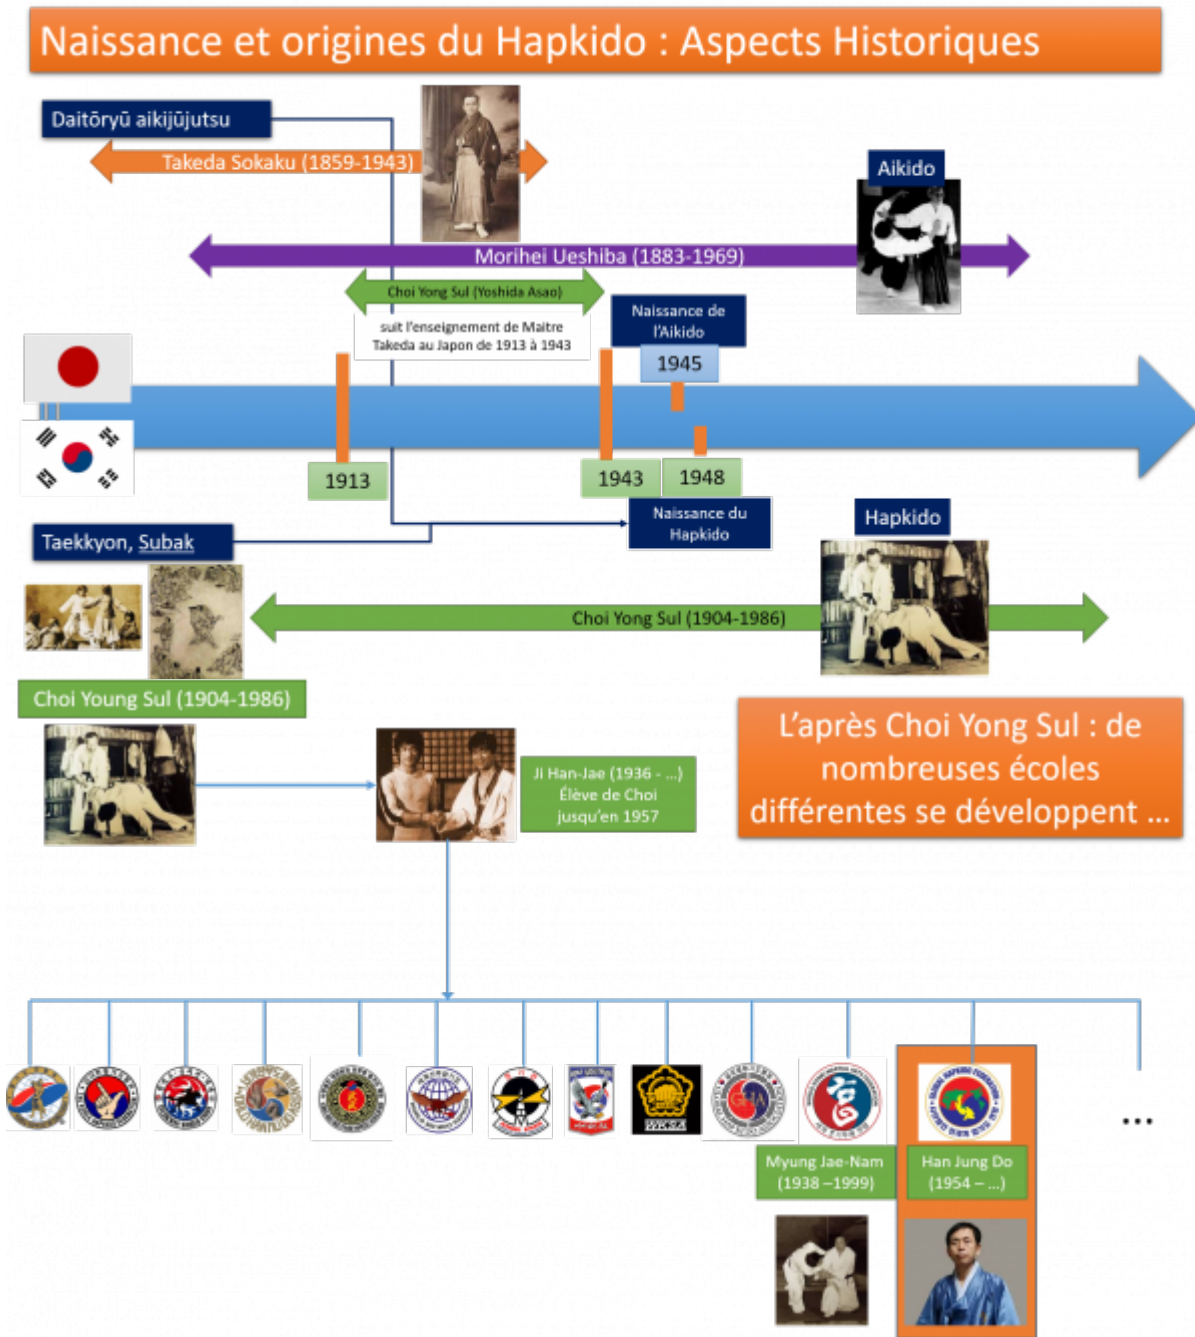 Naissance et origines du Hapkido : Aspects Historiques
Daitōryū aikijūjutsu
Takeda Sokaku (1859-1943)
Aikido
Morihei Ueshiba (1883-1969)
Choi Yong Sul (Yoshida Asao)
suit l'enseignement de Maitre
Takeda au Japon de 1913 à 1943
Naissance de
l'Aikido
1945
1913
1943
1948
Naissance du
Hapkido
Hapkido
Taekkyon, Subak
Choi Yong Sul (1904-1986)
Choi Young Sul (1904-1986)
Ji Han-Jae (1936 - ...)
Élève de Choi
jusqu'en 1957
L'après Choi Yong Sul : de
nombreuses écoles
différentes se développent ...
WKSA
GHA
...
Myung Jae-Nam
(1938 –1999)
Han Jung Do
(1954 – ...)